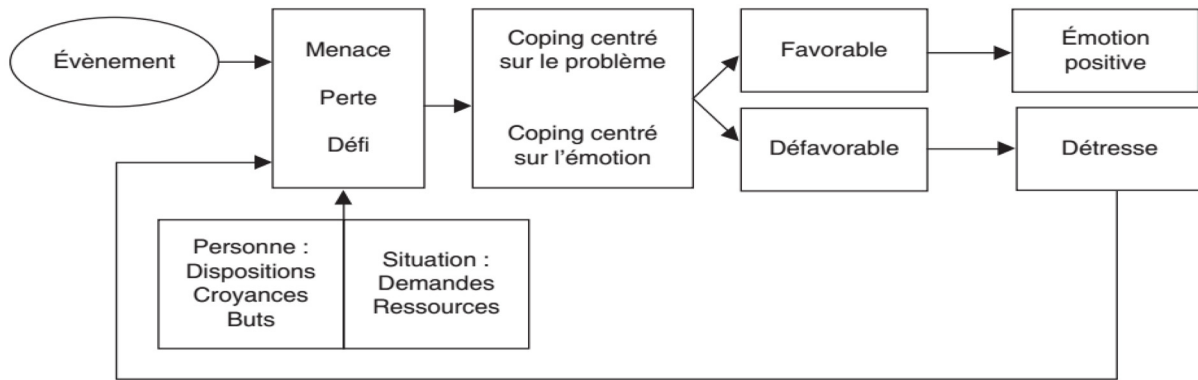 Évènement
Menace
Perte
Défi
Coping centré
sur le problème
Coping centré
sur l'émotion
Favorable
Émotion
positive
Défavorable
Détresse
Personne :
Dispositions
Croyances
Buts
Situation :
Demandes
Ressources